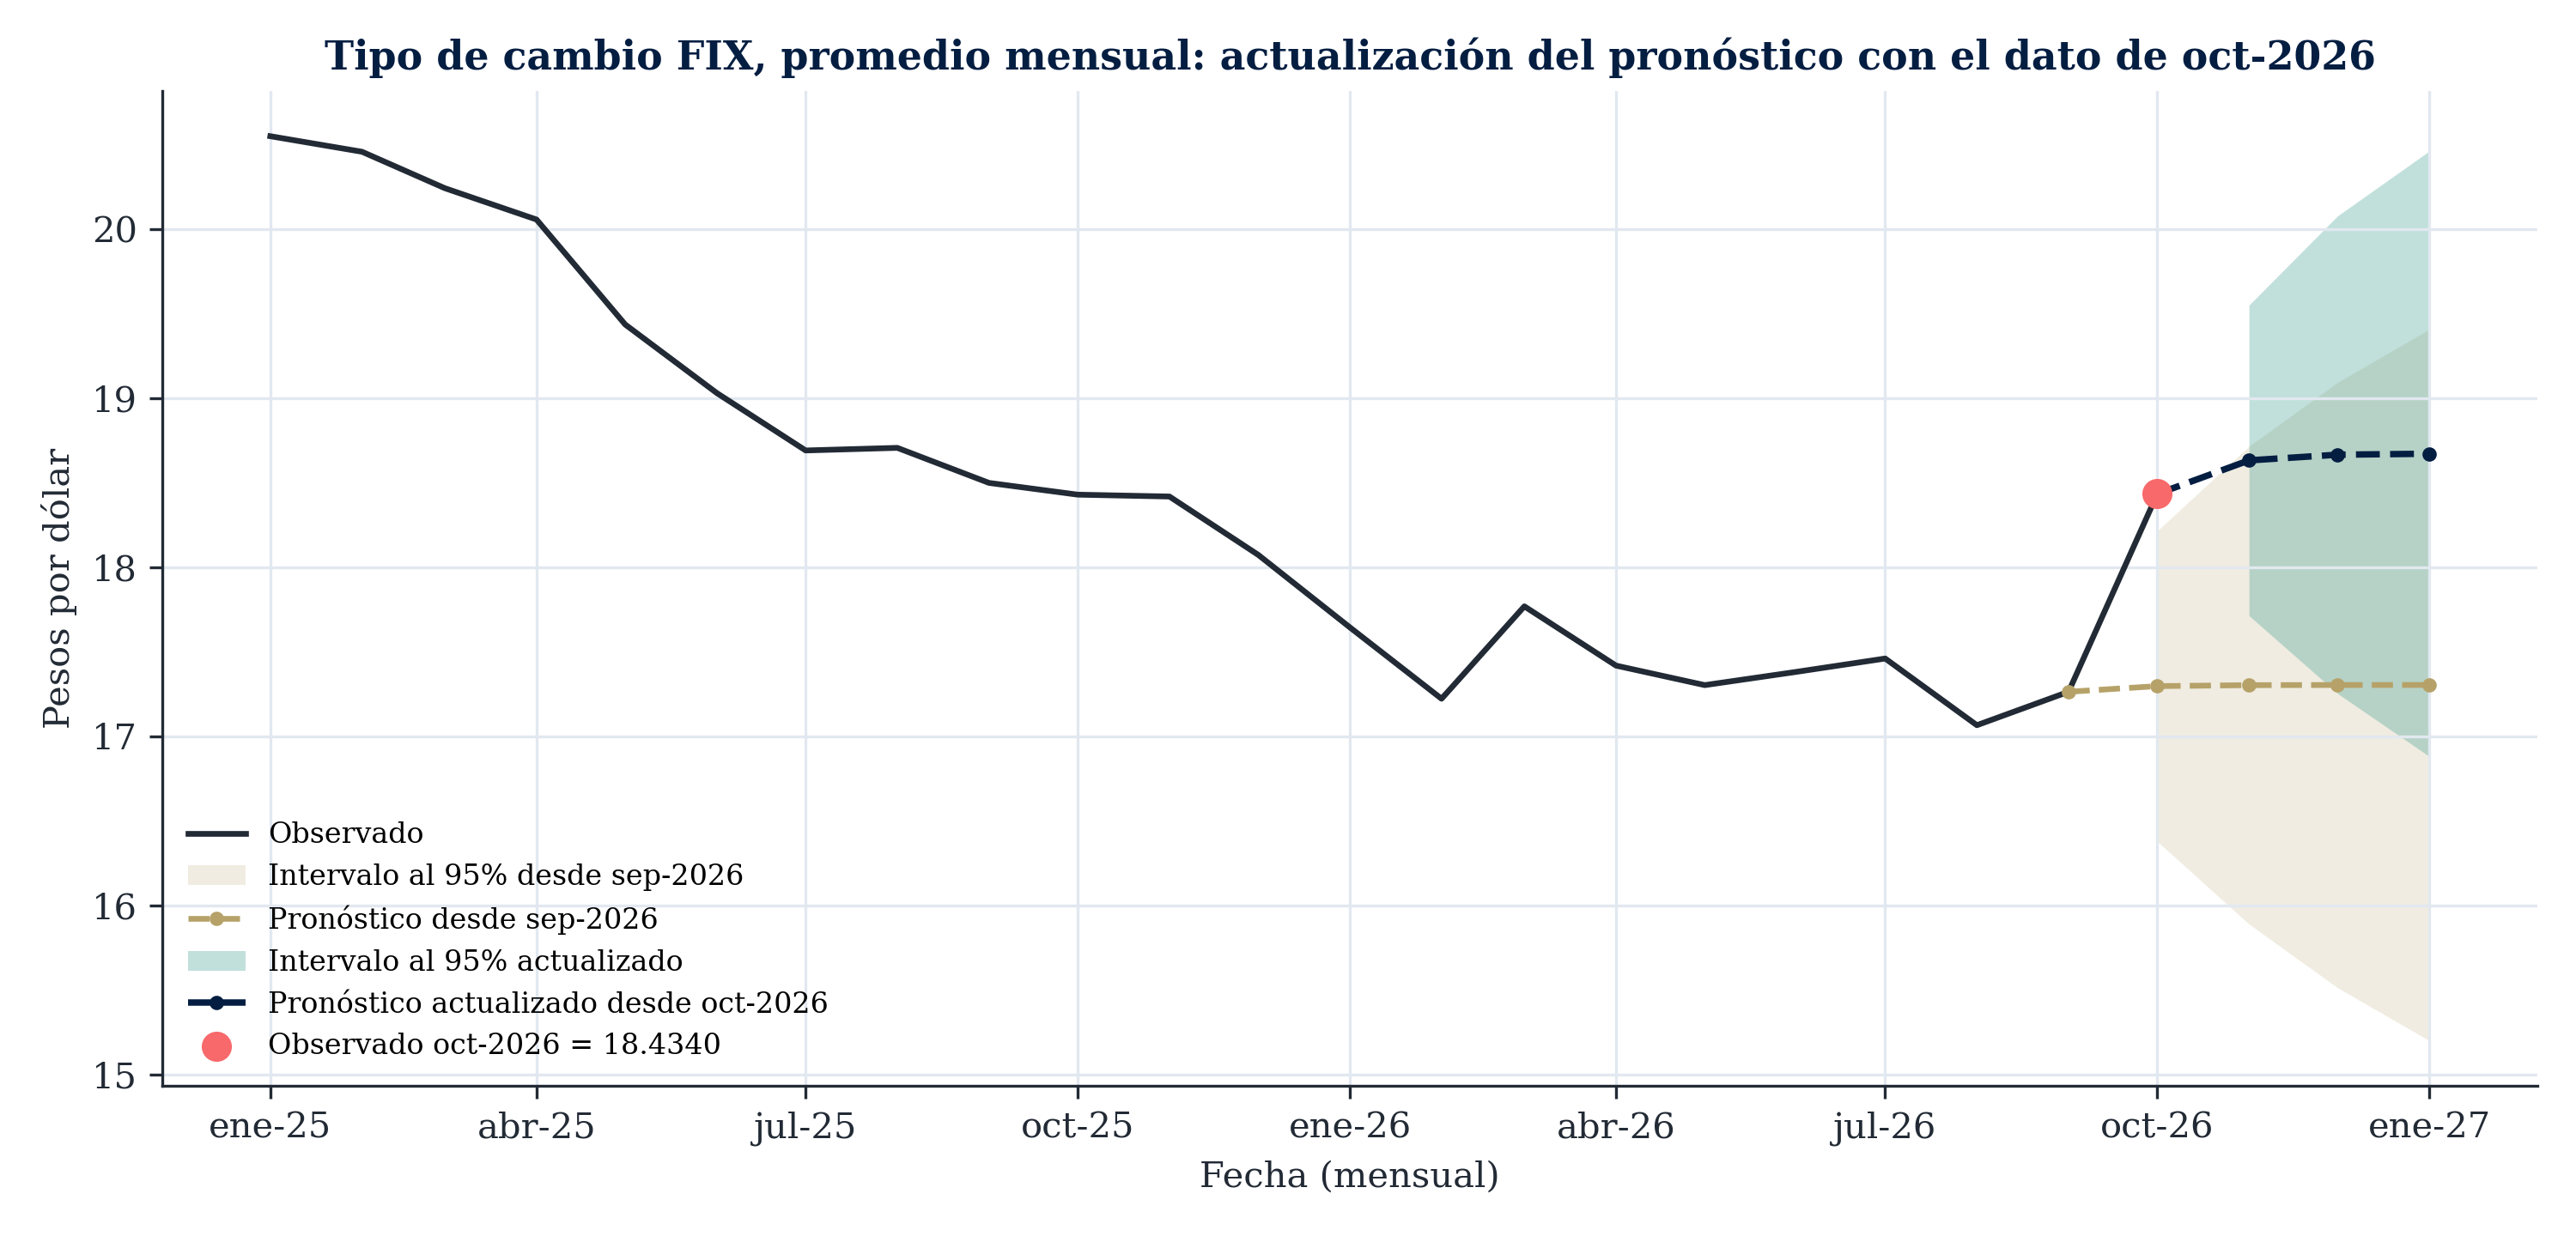 Tipo de cambio FIX, promedio mensual: actualización del pronóstico con el dato de oct-2026
Pesos por dólar
20
19
18
17
16
15
Observado
Intervalo al 95% desde sep-2026
Pronóstico desde sep-2026
Intervalo al 95% actualizado
Pronóstico actualizado desde oct-2026
Observado oct-2026 = 18.4340
ene-25 abr-25 jul-25 oct-25 ene-26 abr-26 jul-26 oct-26 ene-27
Fecha (mensual)